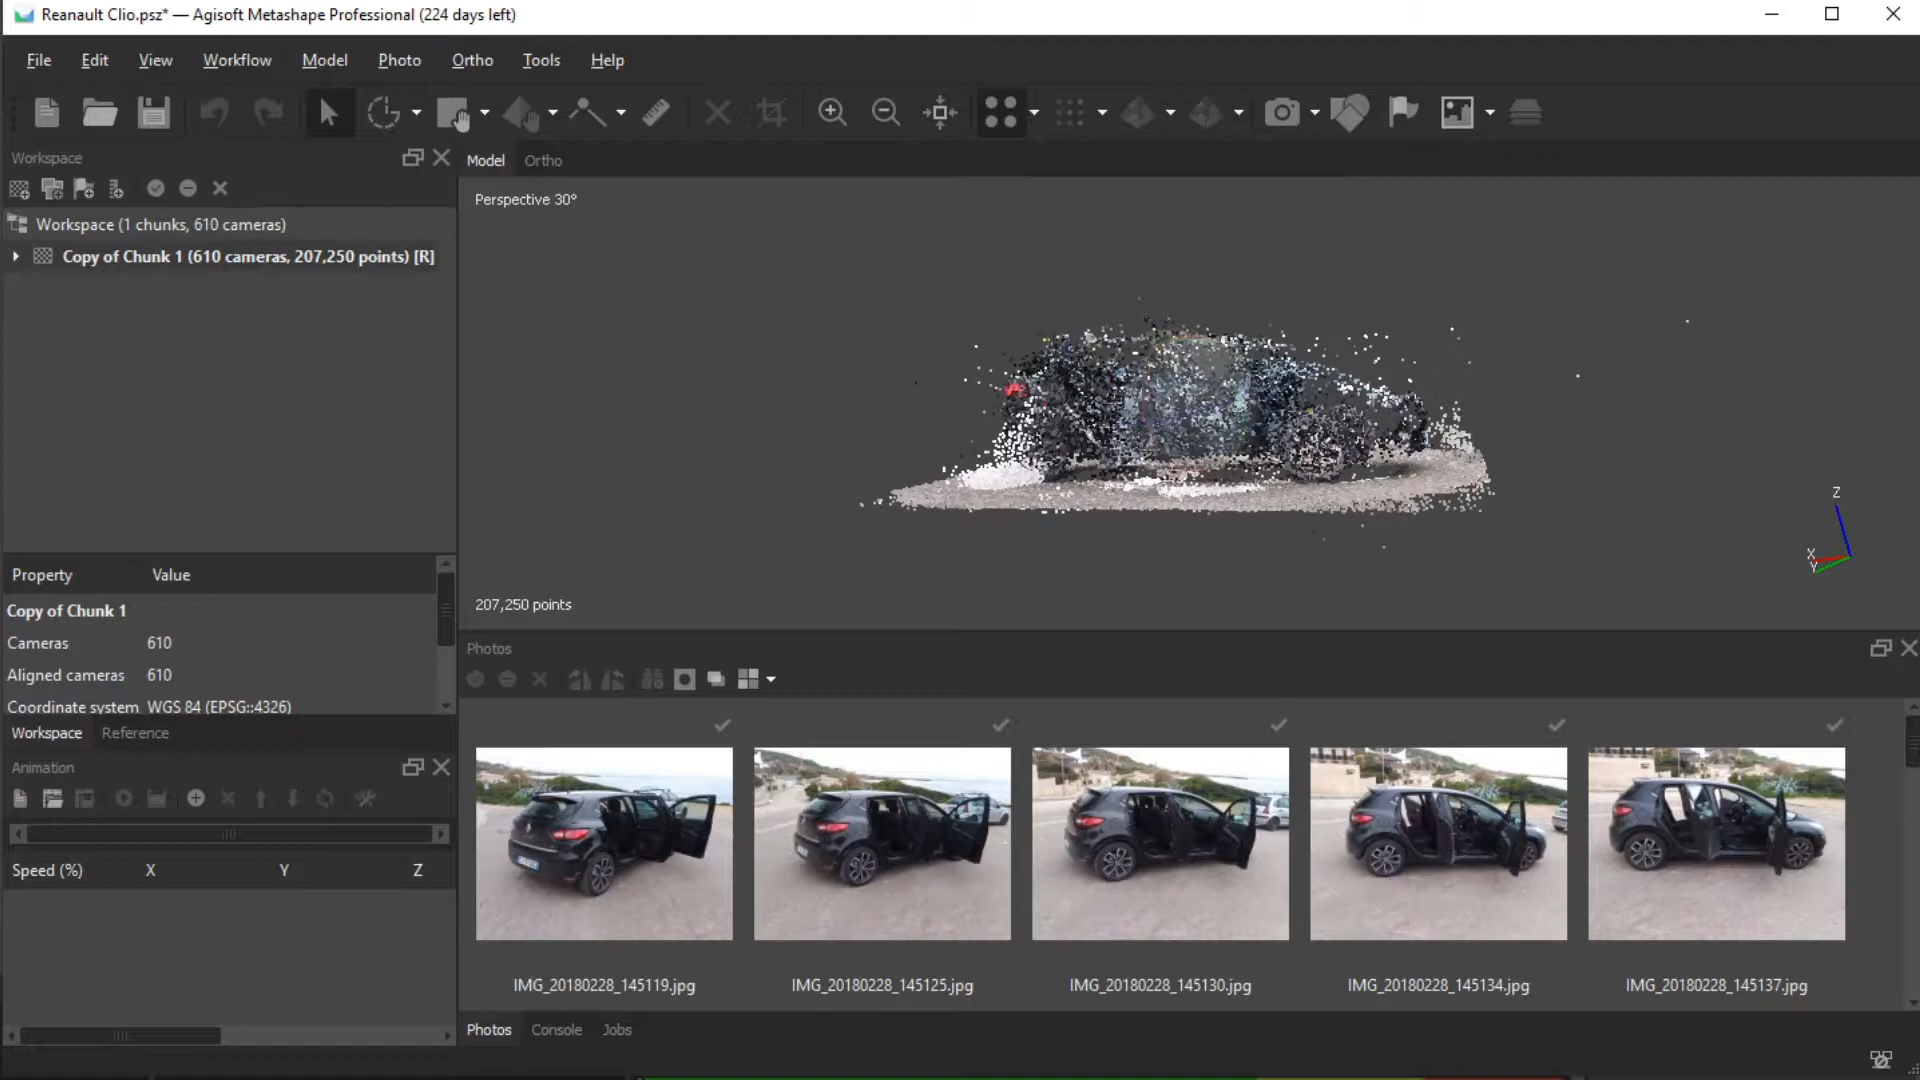 Reanault Clio.psz* — Agisoft Metashape Professional (224 days left)
File Edit View Workflow Model Photo Ortho Tools Help
Workspace
Model Ortho
Perspective 30°
Workspace (1 chunks, 610 cameras)
Copy of Chunk 1 (610 cameras, 207,250 points) [R]
Z
X
Y
207,250 points
Property Value
Copy of Chunk 1
Cameras 610
Aligned cameras 610
Coordinate system WGS 84 (EPSG::4326)
Workspace Reference
Animation
Speed (%) X Y Z
Photos
IMG_20180228_145119.jpg
IMG_20180228_145125.jpg
IMG_20180228_145130.jpg
IMG_20180228_145134.jpg
IMG_20180228_145137.jpg
Photos Console Jobs